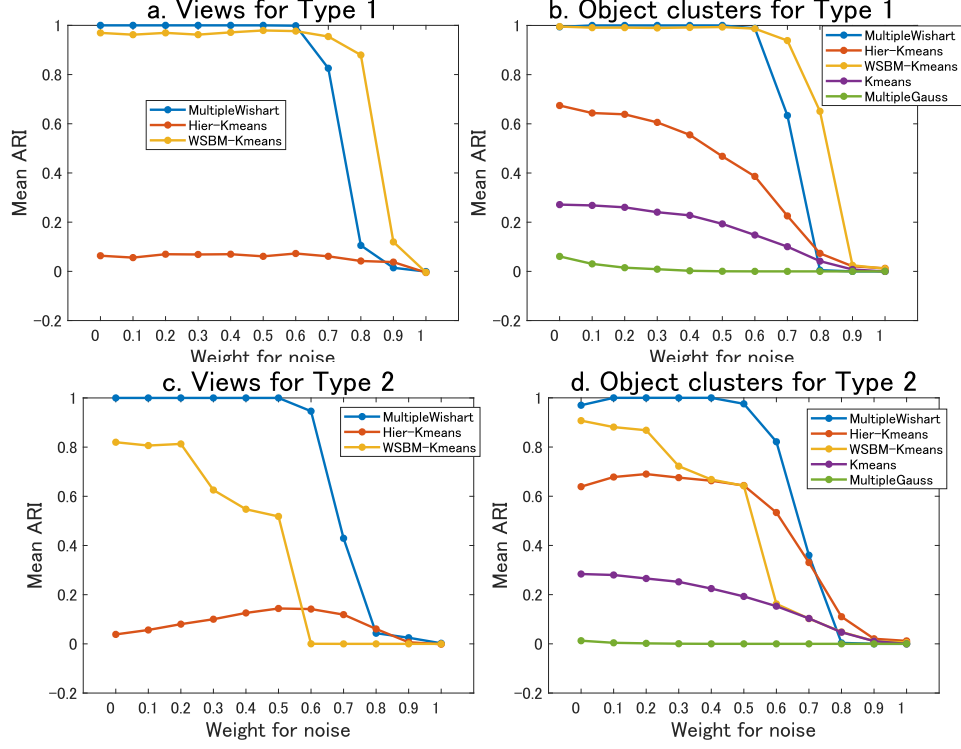 a. Views for Type 1
1
0.8
0.6
0.4
0.2
0
-0.2
Mean ARI
MultipleWishart
Hier-Kmeans
WSBM-Kmeans
0 0.1 0.2 0.3 0.4 0.5 0.6 0.7 0.8 0.9 1
Weight for noise
b. Object clusters for Type 1
1
0.8
0.6
0.4
0.2
0
-0.2
Mean ARI
MultipleWishart
Hier-Kmeans
WSBM-Kmeans
Kmeans
MultipleGauss
0 0.1 0.2 0.3 0.4 0.5 0.6 0.7 0.8 0.9 1
Weight for noise
c. Views for Type 2
1
0.8
0.6
0.4
0.2
0
-0.2
Mean ARI
MultipleWishart
Hier-Kmeans
WSBM-Kmeans
0 0.1 0.2 0.3 0.4 0.5 0.6 0.7 0.8 0.9 1
Weight for noise
d. Object clusters for Type 2
1
0.8
0.6
0.4
0.2
0
-0.2
Mean ARI
MultipleWishart
Hier-Kmeans
WSBM-Kmeans
Kmeans
MultipleGauss
0 0.1 0.2 0.3 0.4 0.5 0.6 0.7 0.8 0.9 1
Weight for noise